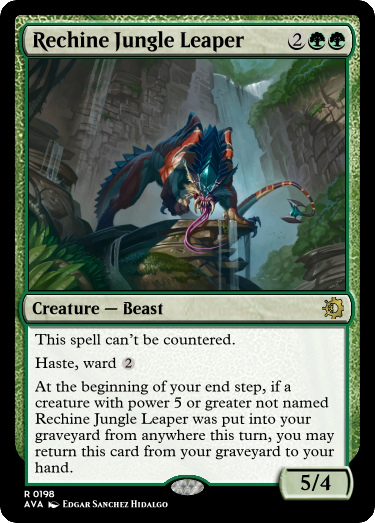 Rechine Jungle Leaper 2
Creature — Beast
This spell can't be countered.
Haste, ward 2
At the beginning of your end step, if a
creature with power 5 or greater not named
Rechine Jungle Leaper was put into your
graveyard from anywhere this turn, you may
return this card from your graveyard to your
hand.
5/4
R 0198
AVA EDGAR SANCHEZ HIDALGO